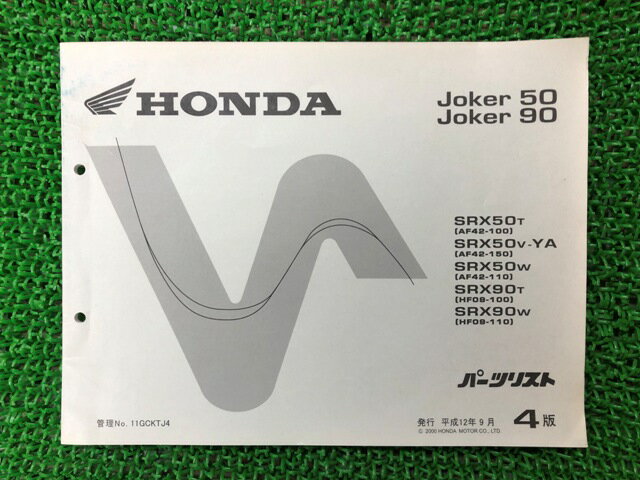 HONDA
Joker 50
Joker 90
SRX50T
(AF42-100)
SRX50V-YA
(AF42-150)
SRX50W
(AF42-110)
SRX90T
(HF09-100)
SRX90W
(HF09-110)
パーツリスト
管理No. 11GCKTJ4
発行 平成12年 9 月 4版
© 2000 HONDA MOTOR CO., LTD.